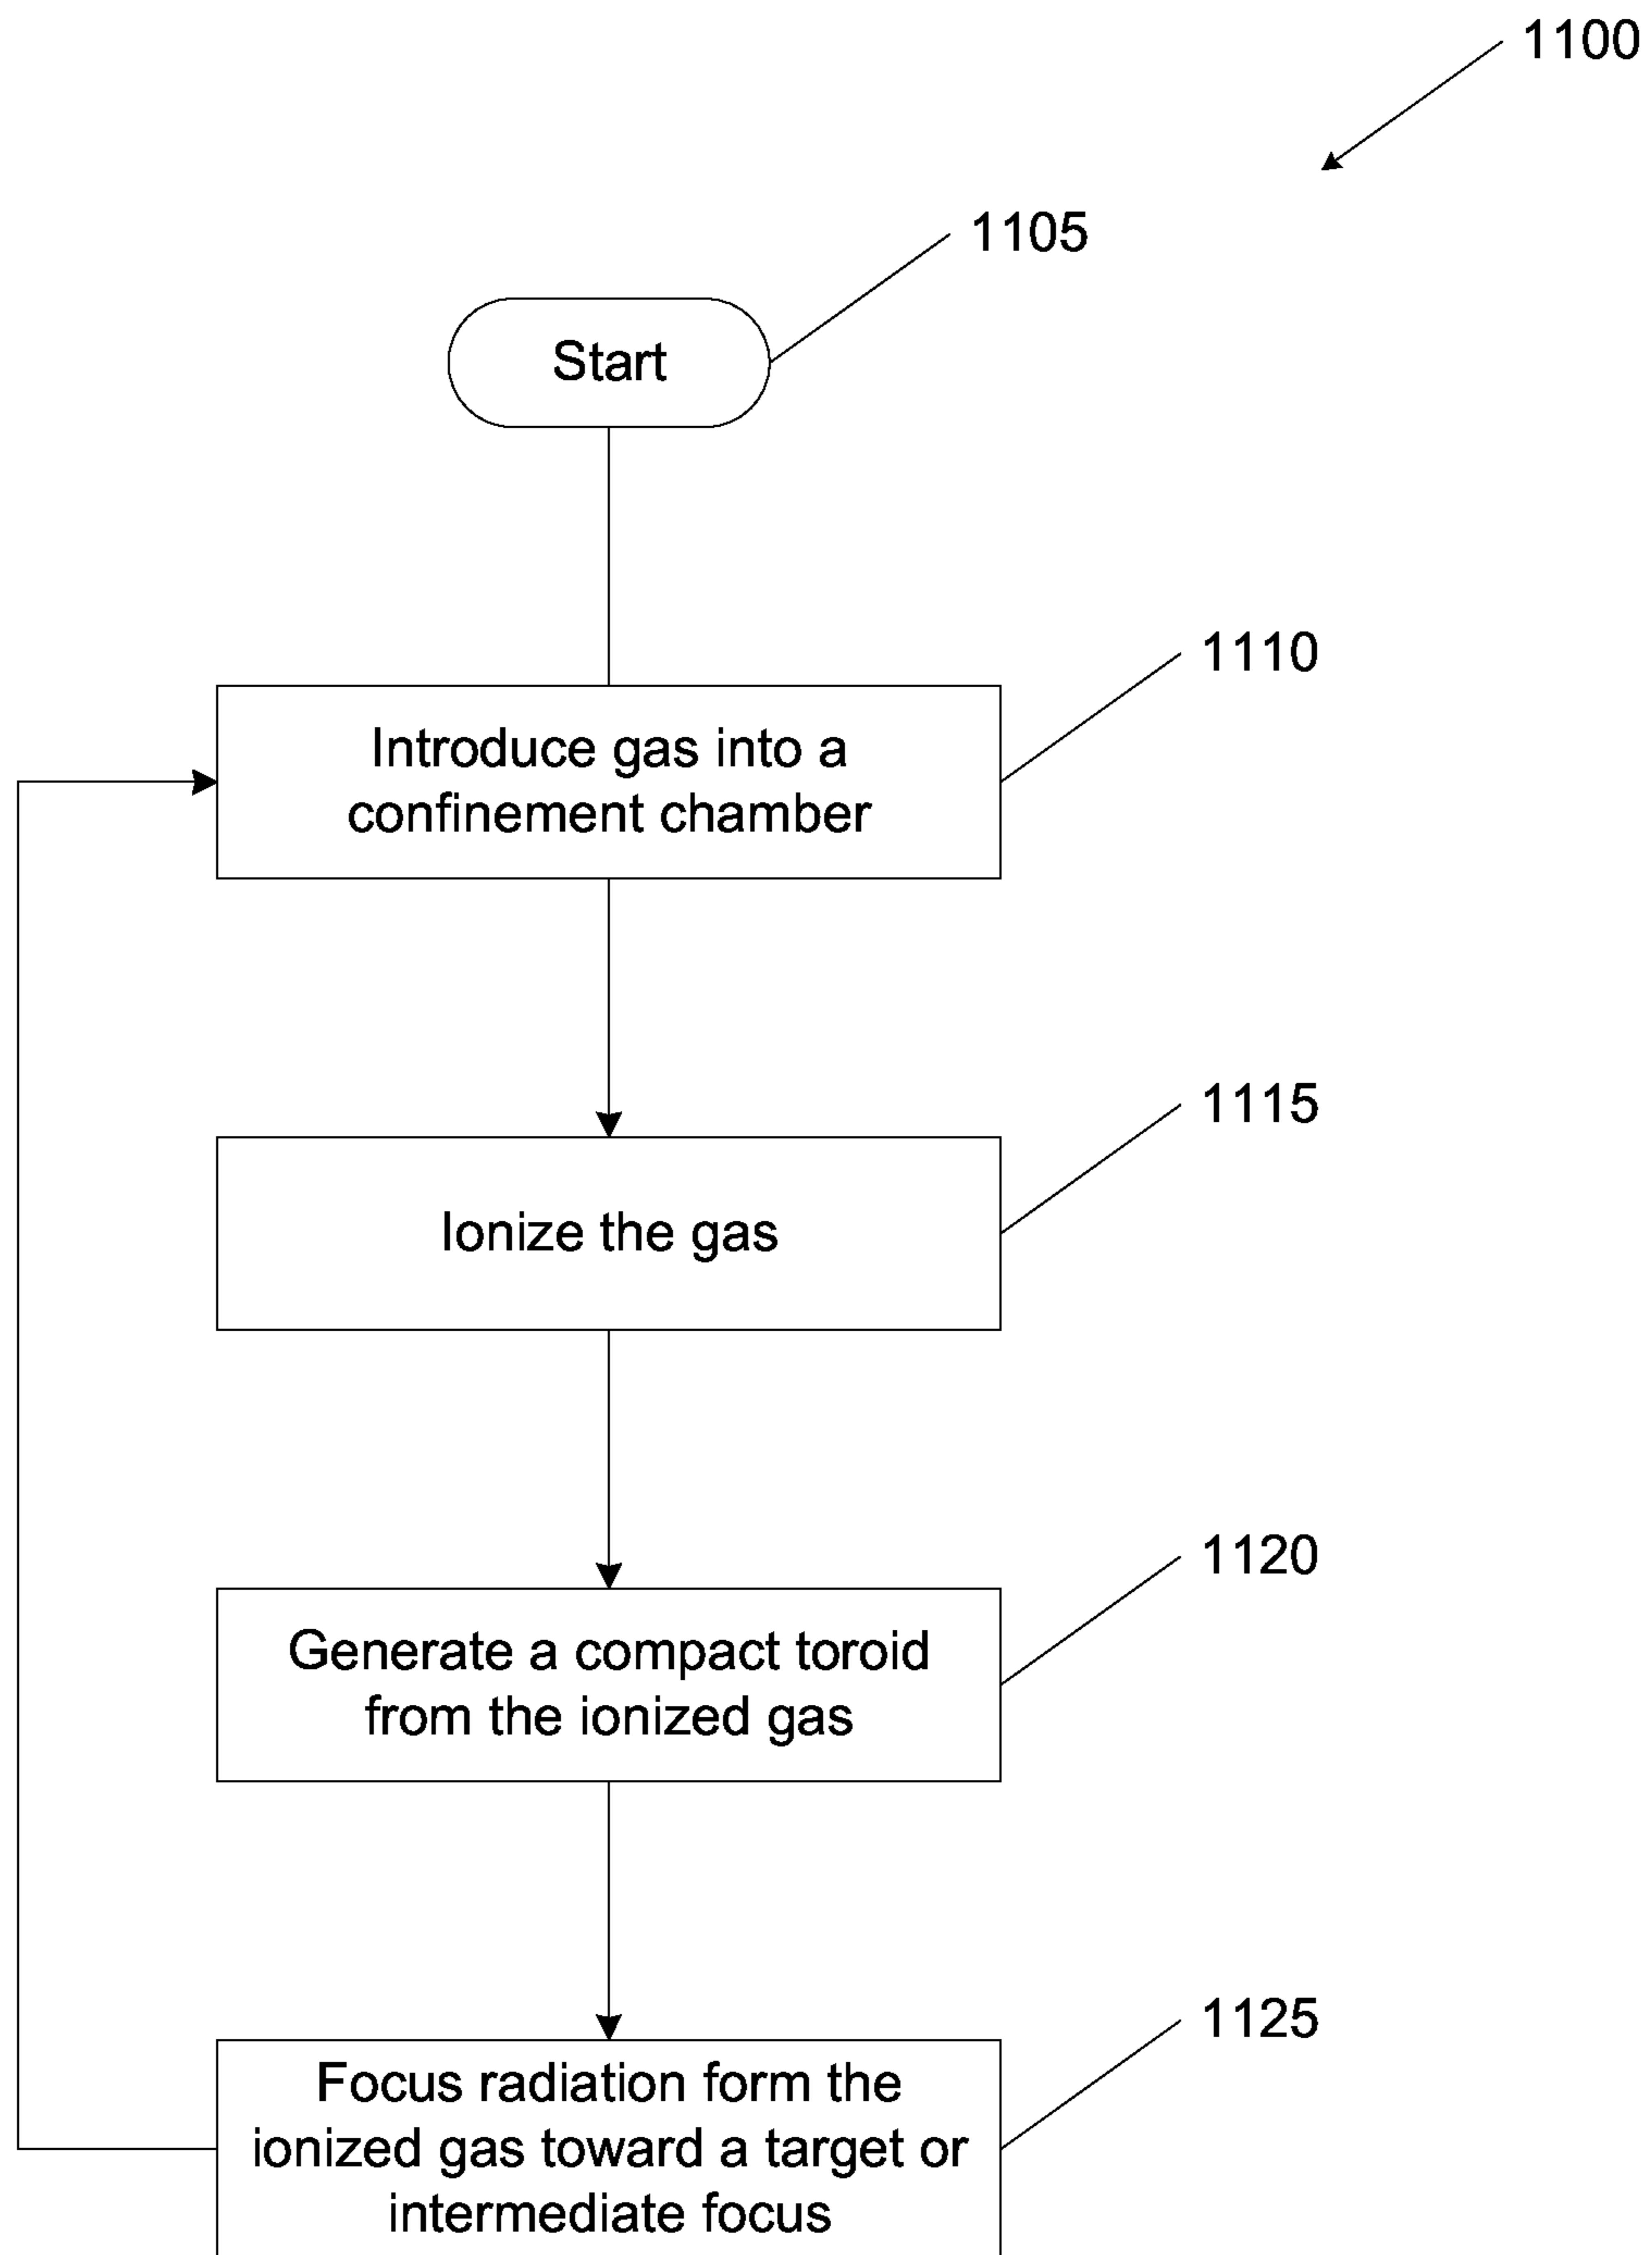 1100
1105
Start
1110
Introduce gas into a
confinement chamber
1115
Ionize the gas
1120
Generate a compact toroid
from the ionized gas
1125
Focus radiation form the
ionized gas toward a target or
intermediate focus